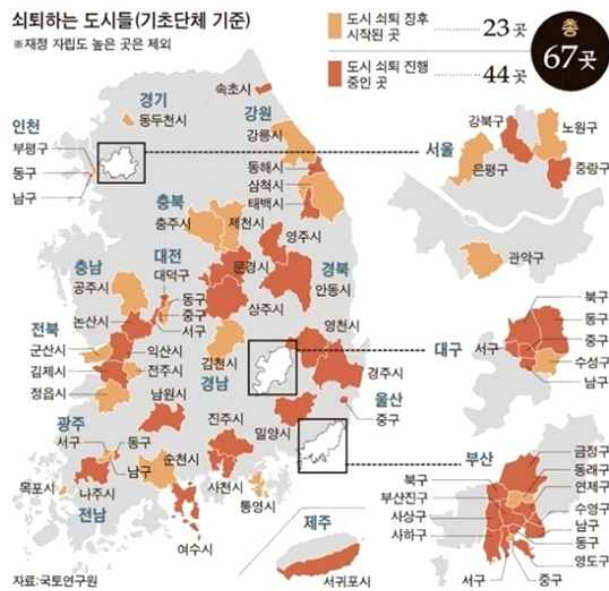 쇠퇴하는 도시들(기초단체 기준)
※재정 자립도 높은 곳은 제외
도시 쇠퇴 징후
시작된 곳
23곳
도시 쇠퇴 진행
중인 곳
44곳
총
67곳
경기
동두천시
속초시
강원
강릉시
동해시
삼척시
태백시
인천
부평구
동구
남구
서울
강북구
노원구
은평구
중랑구
관악구
충북
충주시
제천시
영주시
문경시
경북
안동시
상주시
충남
공주시
대전
대덕구
동구
중구
서구
논산시
영천시
전북
군산시
익산시
김제시
전주시
정읍시
남원시
김천시
경남
경주시
울산
중구
대구
북구
동구
중구
서구
수성구
남구
광주
서구
동구
남구
순천시
진주시
밀양시
목포시
나주시
전남
여수시
사천시
통영시
부산
금정구
동래구
북구
연제구
부산진구
수영구
사상구
남구
사하구
동구
영도구
서구
중구
제주
서귀포시
자료:국토연구원